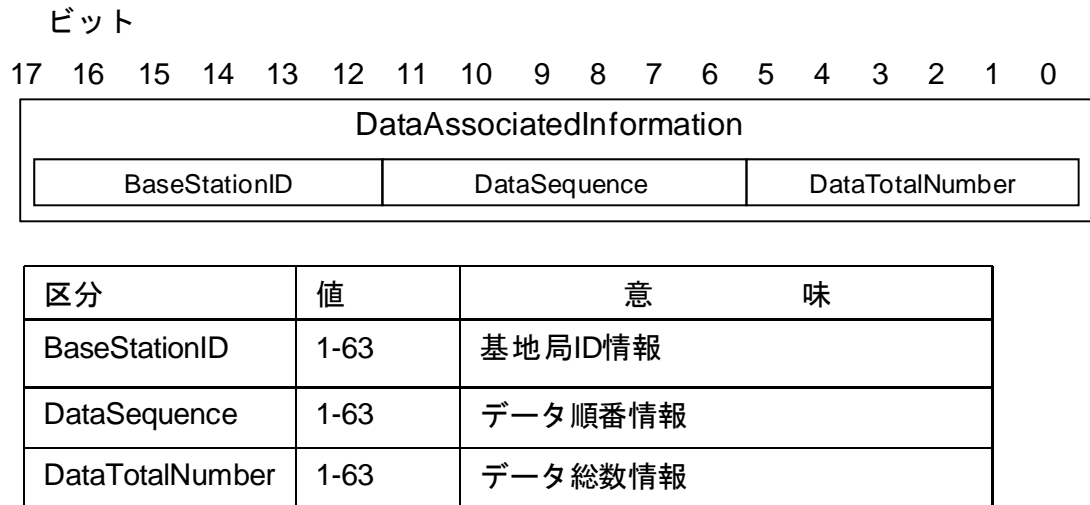 ビット
17 16 15 14 13 12 11 10 9 8 7 6 5 4 3 2 1 0
DataAssociatedInformation
BaseStationID DataSequence DataTotalNumber
区分 値 意 味
BaseStationID 1-63 基地局ID情報
DataSequence 1-63 データ順番情報
DataTotalNumber 1-63 データ総数情報